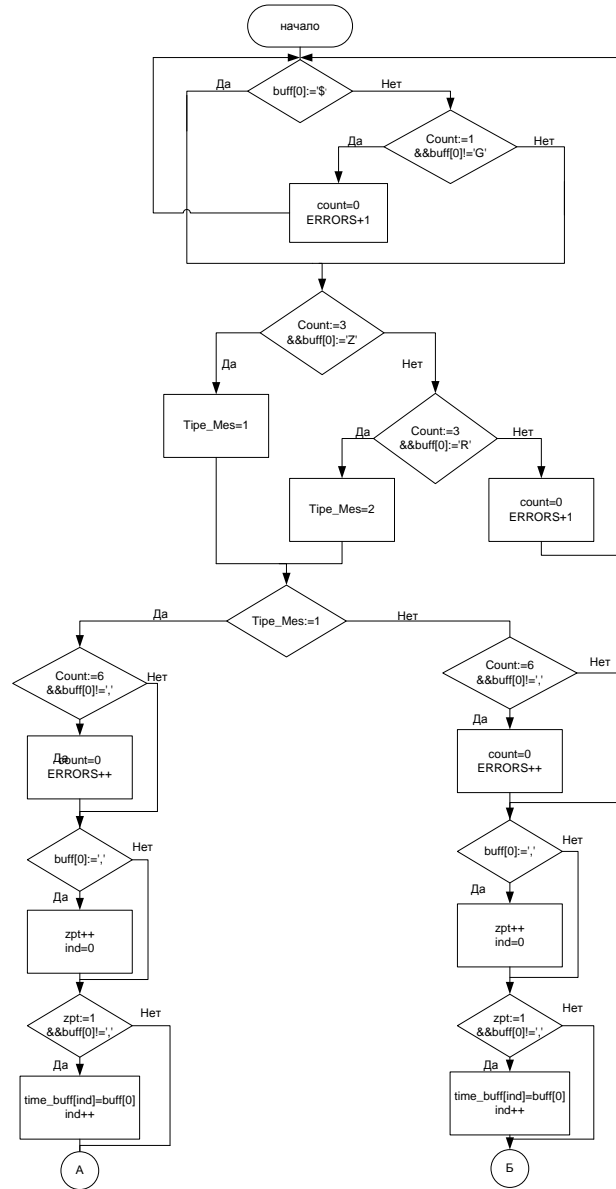 начало
buff[0]:='$'
Да
Нет
Count:=1
&&buff[0]!='G'
Да
Нет
count=0
ERRORS+1
Count:=3
&&buff[0]:='Z'
Да
Нет
Tipe_Mes=1
Count:=3
&&buff[0]:='R'
Да
Нет
Tipe_Mes=2
count=0
ERRORS+1
Tipe_Mes:=1
Да
Нет
Count:=6
&&buff[0]!=','
Нет
Count:=6
&&buff[0]!=','
Нет
Да
Да
count=0
ERRORS++
count=0
ERRORS++
buff[0]:=','
Нет
buff[0]:=','
Нет
Да
Да
zpt++
ind=0
zpt++
ind=0
zpt:=1
&&buff[0]!=','
Нет
zpt:=1
&&buff[0]!=','
Нет
Да
Да
time_buff[ind]=buff[0]
ind++
time_buff[ind]=buff[0]
ind++
А
Б